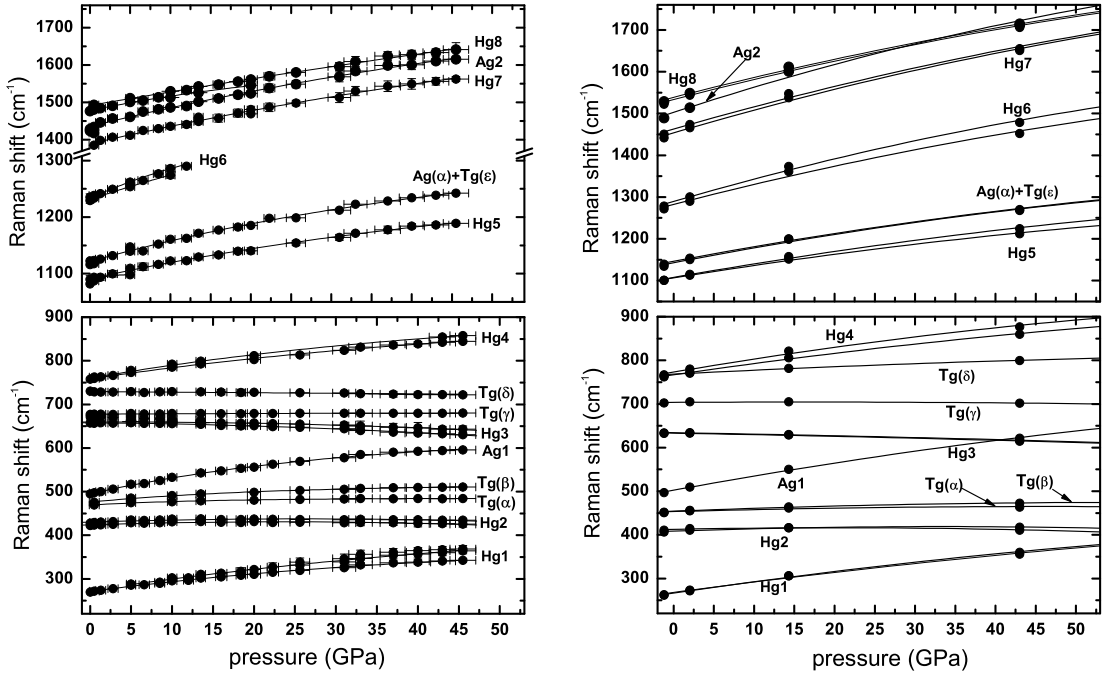 1700
1600
1500
1400
1300
1200
1100
Raman shift (cm⁻¹)
Hg8
Ag2
Hg7
Hg6
Ag(α)+Tg(ε)
Hg5
900
800
700
600
500
400
300
Raman shift (cm⁻¹)
Hg4
Tg(δ)
Tg(γ)
Hg3
Ag1
Tg(β)
Tg(α)
Hg2
Hg1
0 5 10 15 20 25 30 35 40 45 50
pressure (GPa)
1700
1600
1500
1400
1300
1200
1100
Raman shift (cm⁻¹)
Hg8
Ag2
Hg7
Hg6
Ag(α)+Tg(ε)
Hg5
900
800
700
600
500
400
300
Raman shift (cm⁻¹)
Hg4
Tg(δ)
Tg(γ)
Hg3
Ag1
Tg(α)
Tg(β)
Hg2
Hg1
0 5 10 15 20 25 30 35 40 45 50
pressure (GPa)